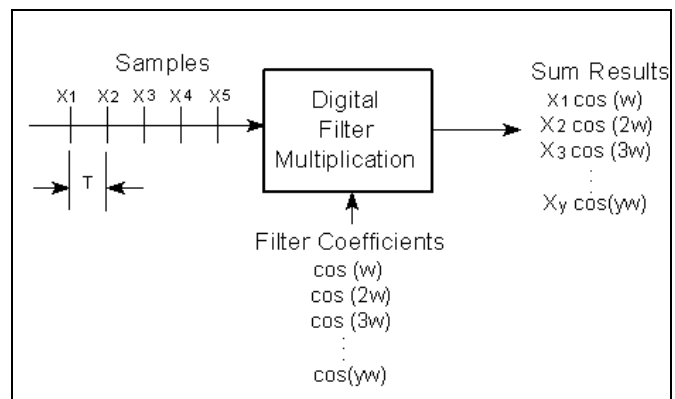 Samples
X1 X2 X3 X4 X5
T
Digital
Filter
Multiplication
Filter Coefficients
cos (w)
cos (2w)
cos (3w)
⋮
cos(yw)
Sum Results
X1 cos (w)
X2 cos (2w)
X3 cos (3w)
⋮
Xy cos(yw)